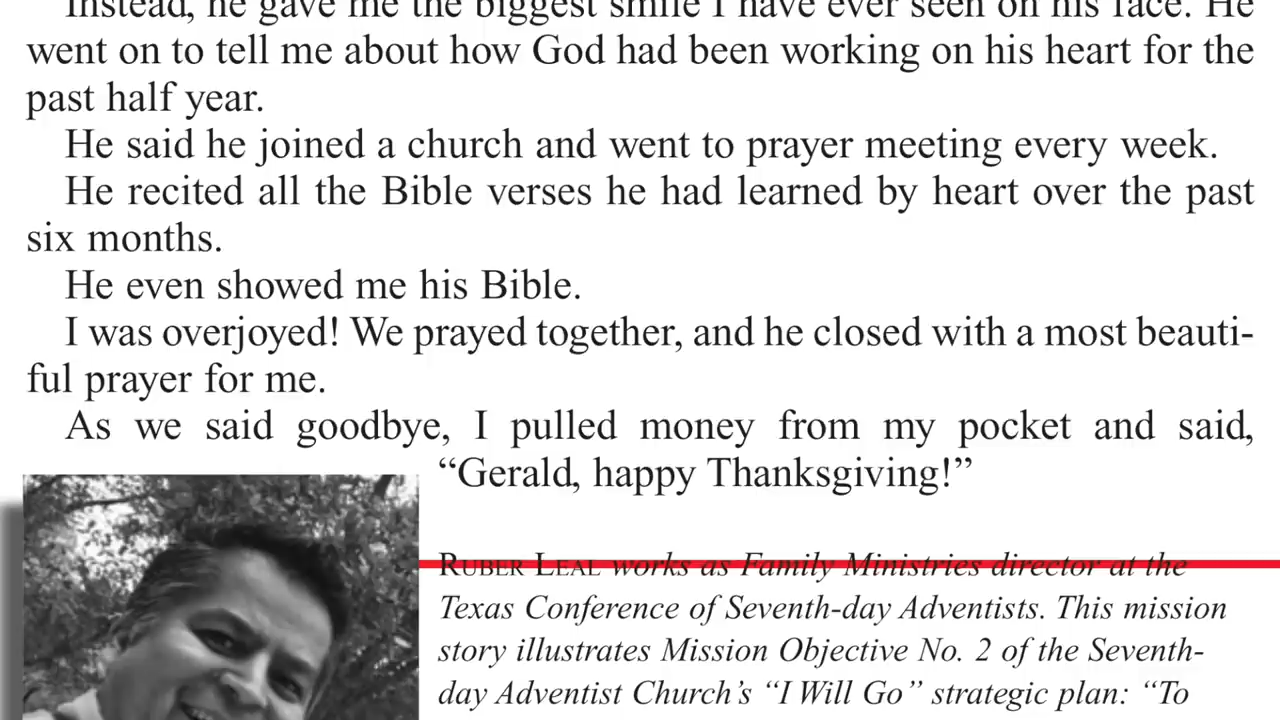 Instead, he gave me the biggest smile I have ever seen on his face. He
went on to tell me about how God had been working on his heart for the
past half year.
He said he joined a church and went to prayer meeting every week.
He recited all the Bible verses he had learned by heart over the past
six months.
He even showed me his Bible.
I was overjoyed! We prayed together, and he closed with a most beauti-
ful prayer for me.
As we said goodbye, I pulled money from my pocket and said,
“Gerald, happy Thanksgiving!”
RUBER LEAL works as Family Ministries director at the
Texas Conference of Seventh-day Adventists. This mission
story illustrates Mission Objective No. 2 of the Seventh-
day Adventist Church’s “I Will Go” strategic plan: “To